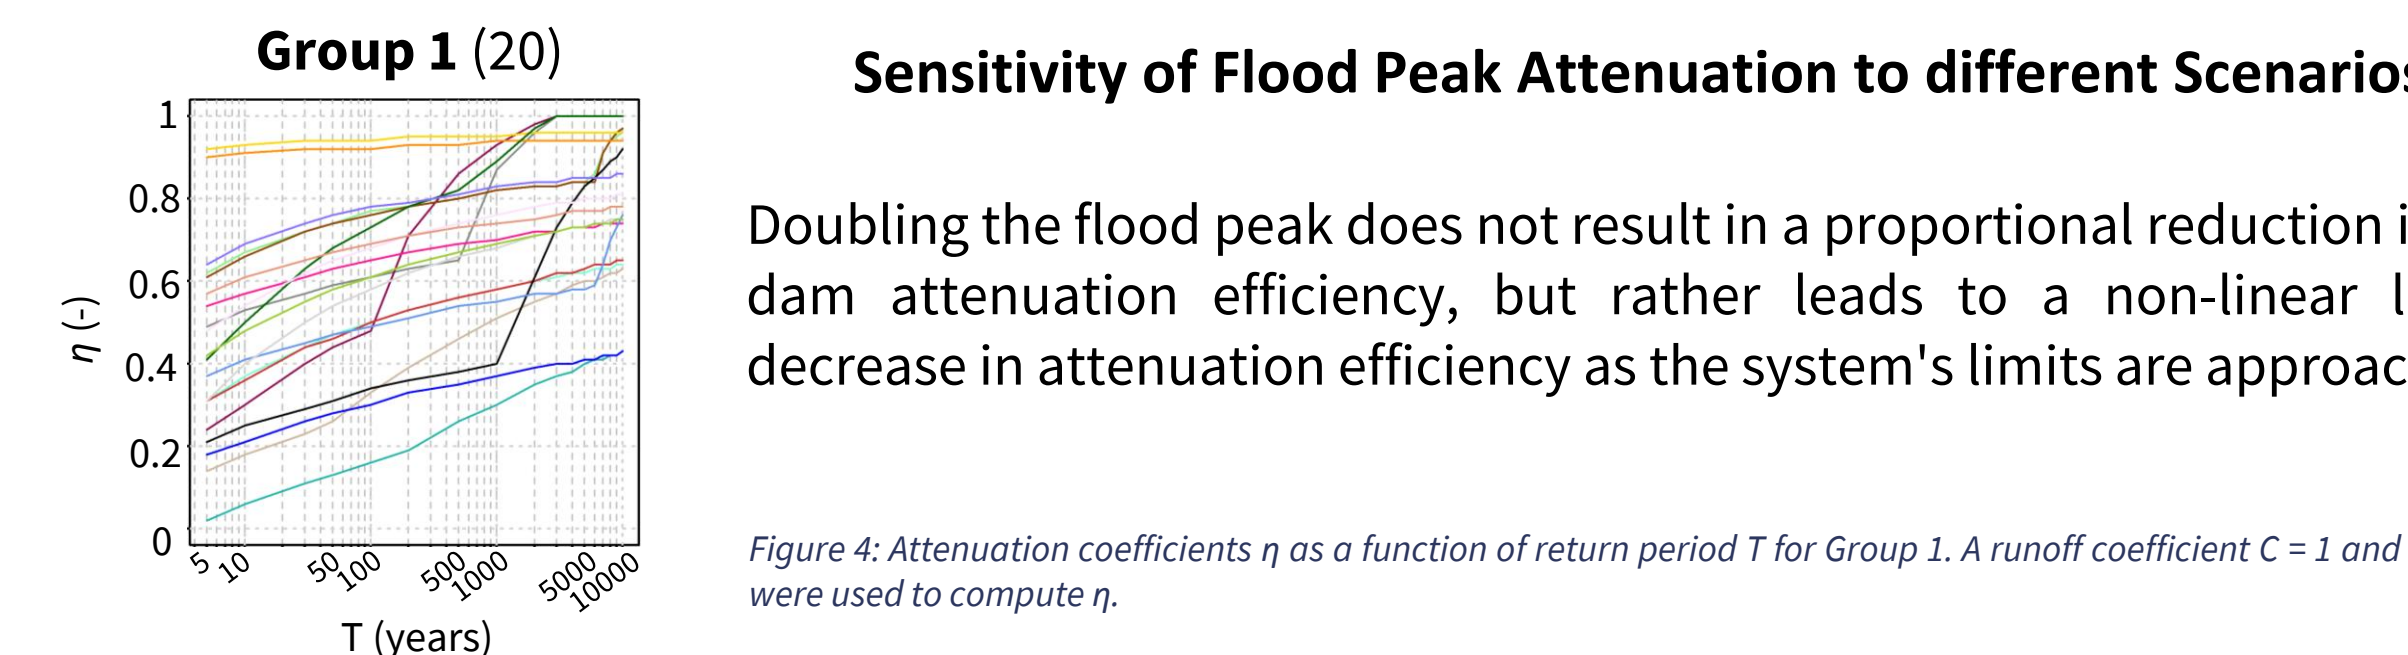 Group 1 (20)
1
0.8
0.6
0.4
0.2
0
η (-)
5 10 50 100 500 1000 5000 10000
T (years)
Sensitivity of Flood Peak Attenuation to different Scenarios
Doubling the flood peak does not result in a proportional reduction i
dam attenuation efficiency, but rather leads to a non-linear l
decrease in attenuation efficiency as the system's limits are approac
Figure 4: Attenuation coefficients η as a function of return period T for Group 1. A runoff coefficient C = 1 and
were used to compute η.